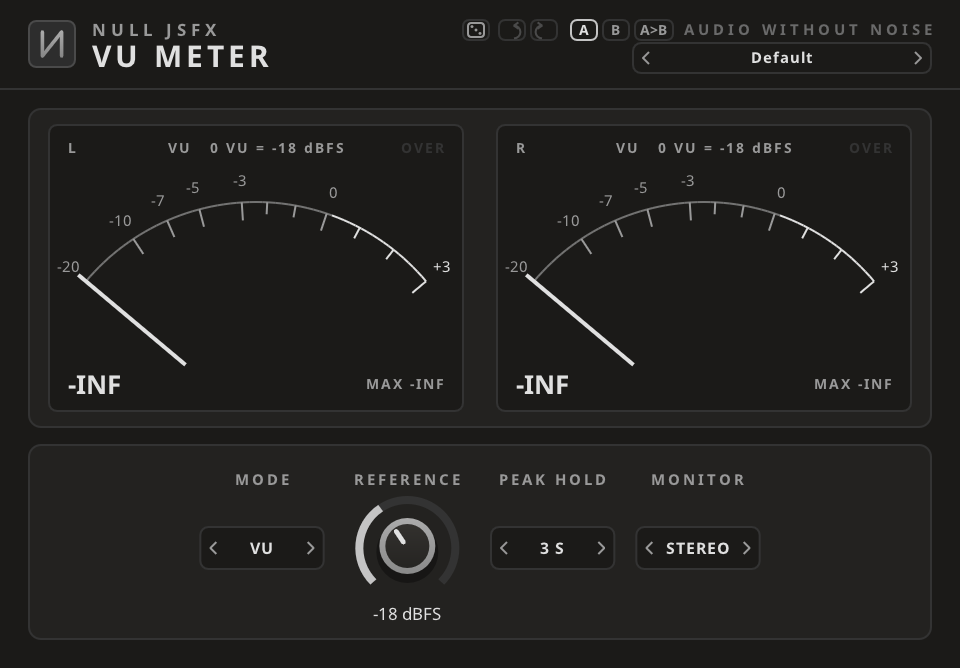 NULL JSFX
VU METER
A B A>B AUDIO WITHOUT NOISE
Default
L VU 0 VU = -18 dBFS OVER
-20 -10 -7 -5 -3 0 +3
-INF MAX -INF
R VU 0 VU = -18 dBFS OVER
-20 -10 -7 -5 -3 0 +3
-INF MAX -INF
MODE REFERENCE PEAK HOLD MONITOR
VU 3 S STEREO
-18 dBFS